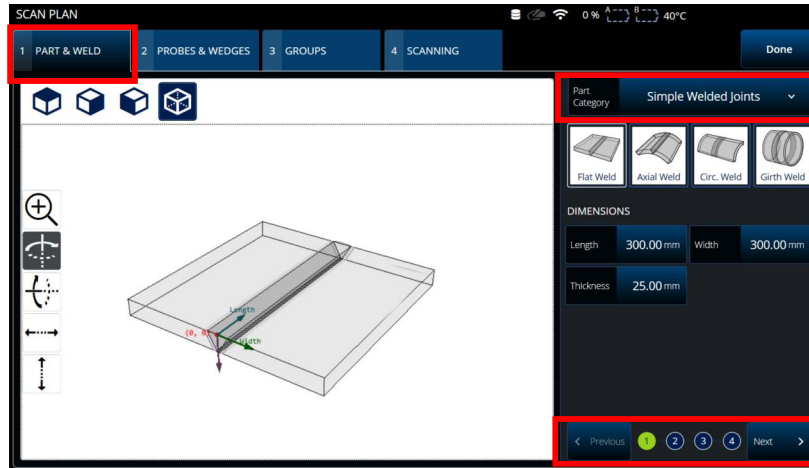 SCAN PLAN
0 % A B 40°C
1 PART & WELD 2 PROBES & WEDGES 3 GROUPS 4 SCANNING Done
Part Category Simple Welded Joints
Flat Weld Axial Weld Circ. Weld Girth Weld
DIMENSIONS
Length 300.00 mm Width 300.00 mm
Thickness 25.00 mm
Length
(0, 0)
Width
< Previous 1 2 3 4 Next >